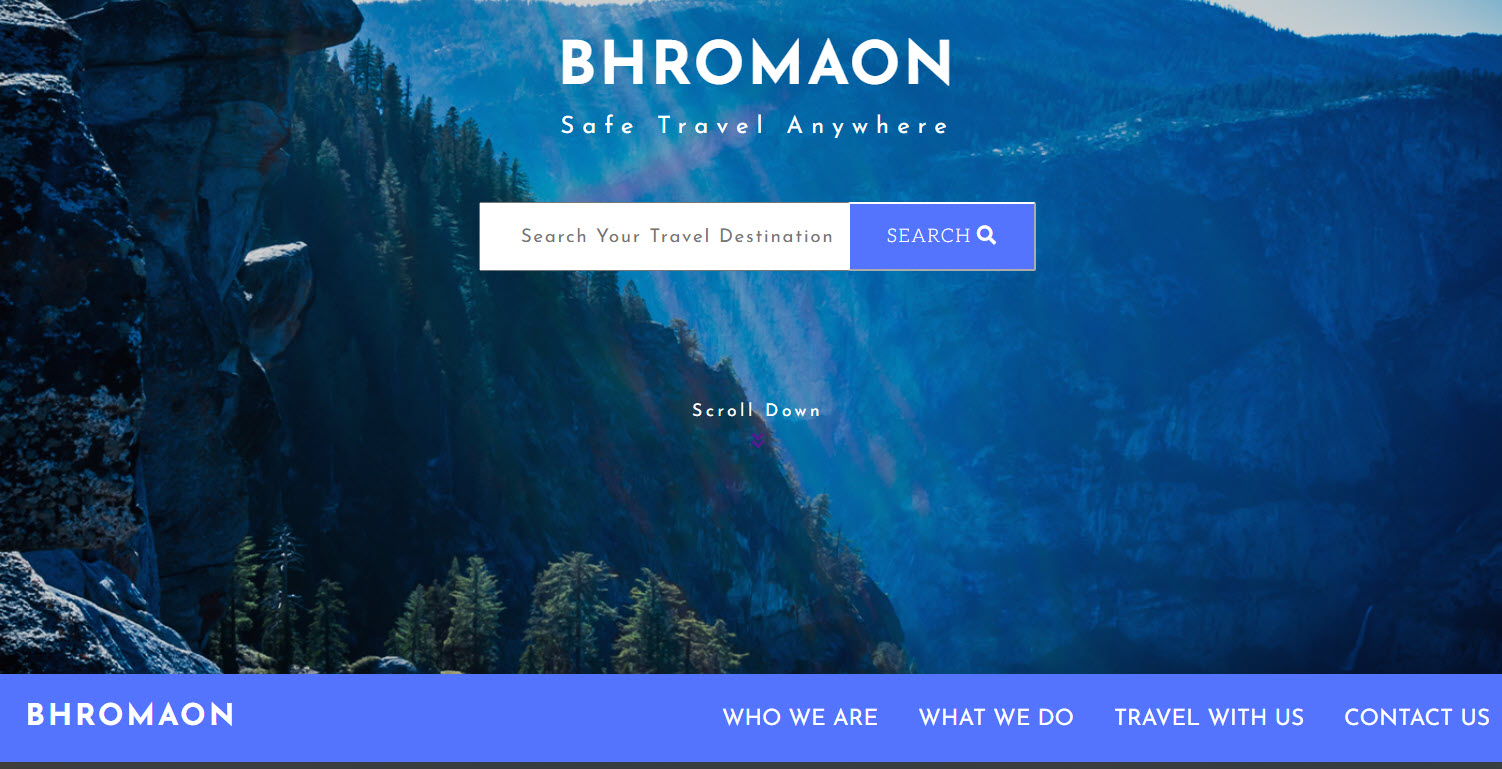 BHROMAON
Safe Travel Anywhere
Search Your Travel Destination SEARCH
Scroll Down
BHROMAON WHO WE ARE WHAT WE DO TRAVEL WITH US CONTACT US